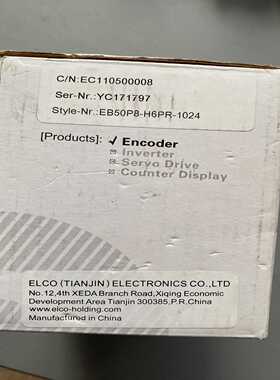 C/N:EC110500008
Ser-Nr.:YC171797
Style-Nr.:EB50P8-H6PR-1024
[Products]: ✓ Encoder
Inverter
Servo Drive
Counter Display
ELCO (TIANJIN) ELECTRONICS CO.,LTD
No.12,4th XEDA Branch Road,Xiqing Economic
Development Area Tianjin 300385,P.R.China
www.elco-holding.com
Manufactured in China